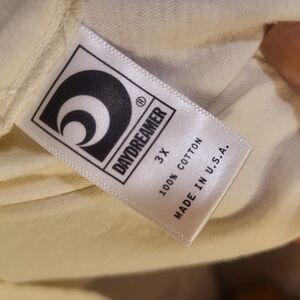 ®
DAYDREAMER
3X
100% COTTON
MADE IN U.S.A.